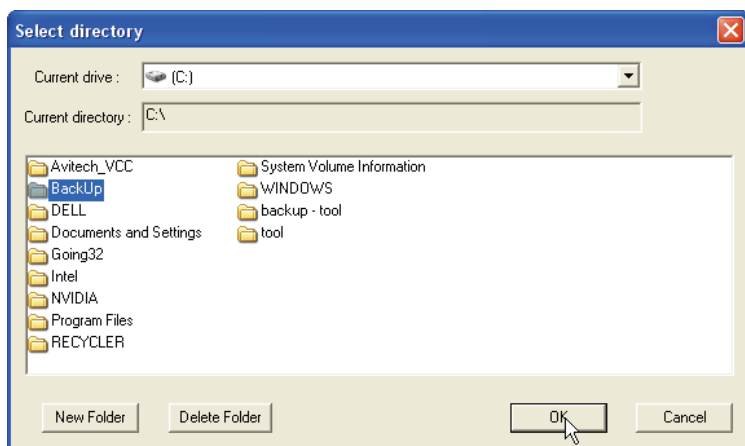 Select directory
Current drive : (C:)
Current directory : C:\
Avitech_VCC
BackUp
DELL
Documents and Settings
Going32
Intel
NVIDIA
Program Files
RECYCLER
System Volume Information
WINDOWS
backup - tool
tool
New Folder Delete Folder OK Cancel